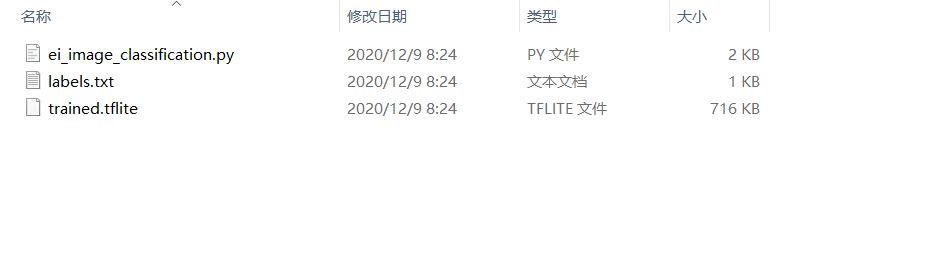 名称 修改日期 类型 大小
ei_image_classification.py 2020/12/9 8:24 PY 文件 2 KB
labels.txt 2020/12/9 8:24 文本文档 1 KB
trained.tflite 2020/12/9 8:24 TFLITE 文件 716 KB